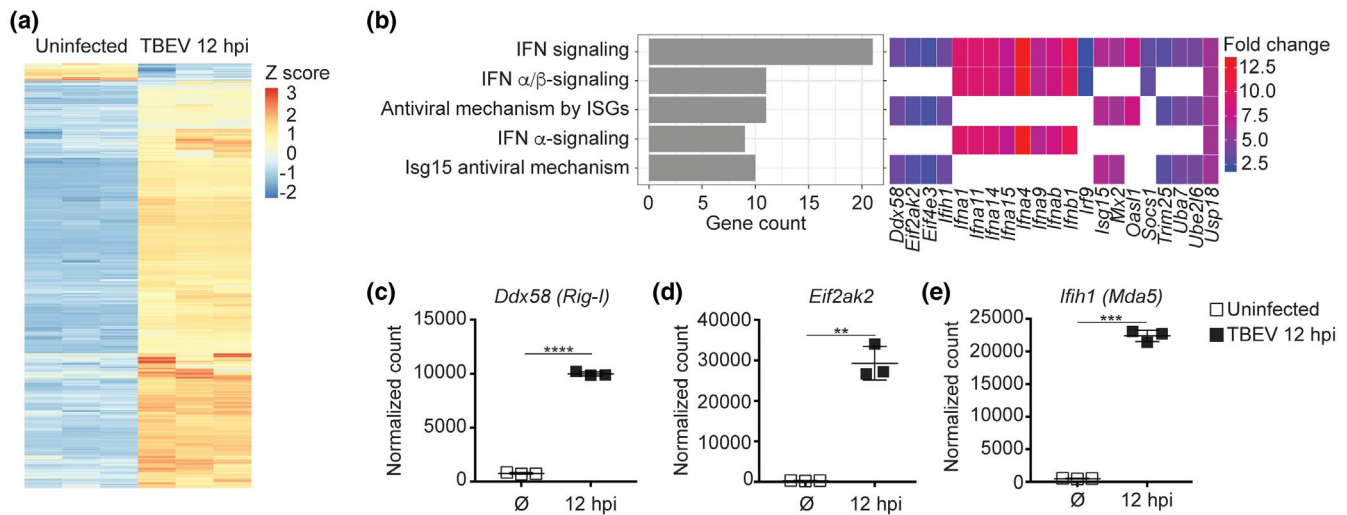 (a)
Uninfected TBEV 12 hpi
Z score
3
2
1
0
-1
-2
(b)
IFN signaling
IFN α/β-signaling
Antiviral mechanism by ISGs
IFN α-signaling
Isg15 antiviral mechanism
0 5 10 15 20
Gene count
Fold change
12.5
10.0
7.5
5.0
2.5
Ddx58
Eif2ak2
Eif4e3
Ifih1
Ifna1
Ifna11
Ifna14
Ifna15
Ifna4
Ifna9
Ifnab
Ifnb1
Irf9
Isg15
Mx2
Oasl1
Socs1
Trim25
Uba7
Ube2l6
Usp18
(c)
Ddx58 (Rig-I)
Normalized count
15000
10000
5000
0
****
Ø 12 hpi
(d)
Eif2ak2
Normalized count
40000
30000
20000
10000
0
**
Ø 12 hpi
(e)
Ifih1 (Mda5)
Normalized count
25000
20000
15000
10000
5000
0
***
Ø 12 hpi
Uninfected
TBEV 12 hpi